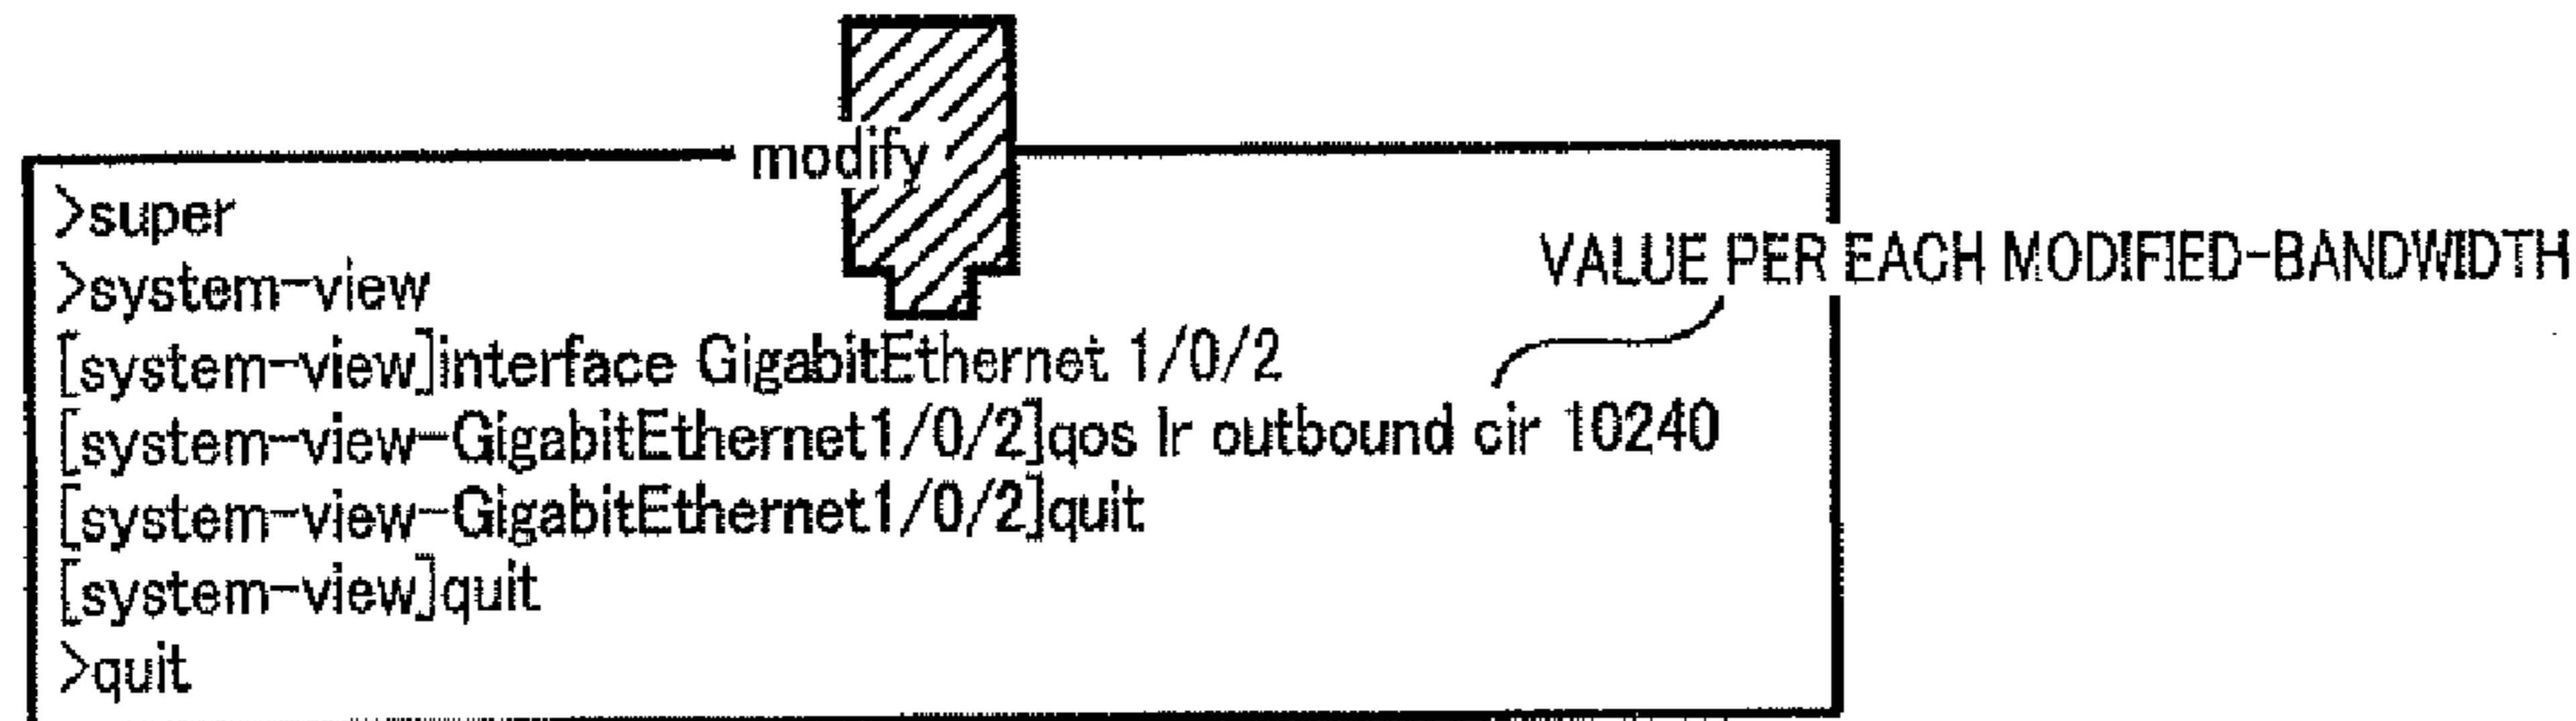 modify
>super
>system-view
VALUE PER EACH MODIFIED-BANDWIDTH
[system-view]interface GigabitEthernet 1/0/2
[system-view-GigabitEthernet1/0/2]qos lr outbound cir 10240
[system-view-GigabitEthernet1/0/2]quit
[system-view]quit
>quit